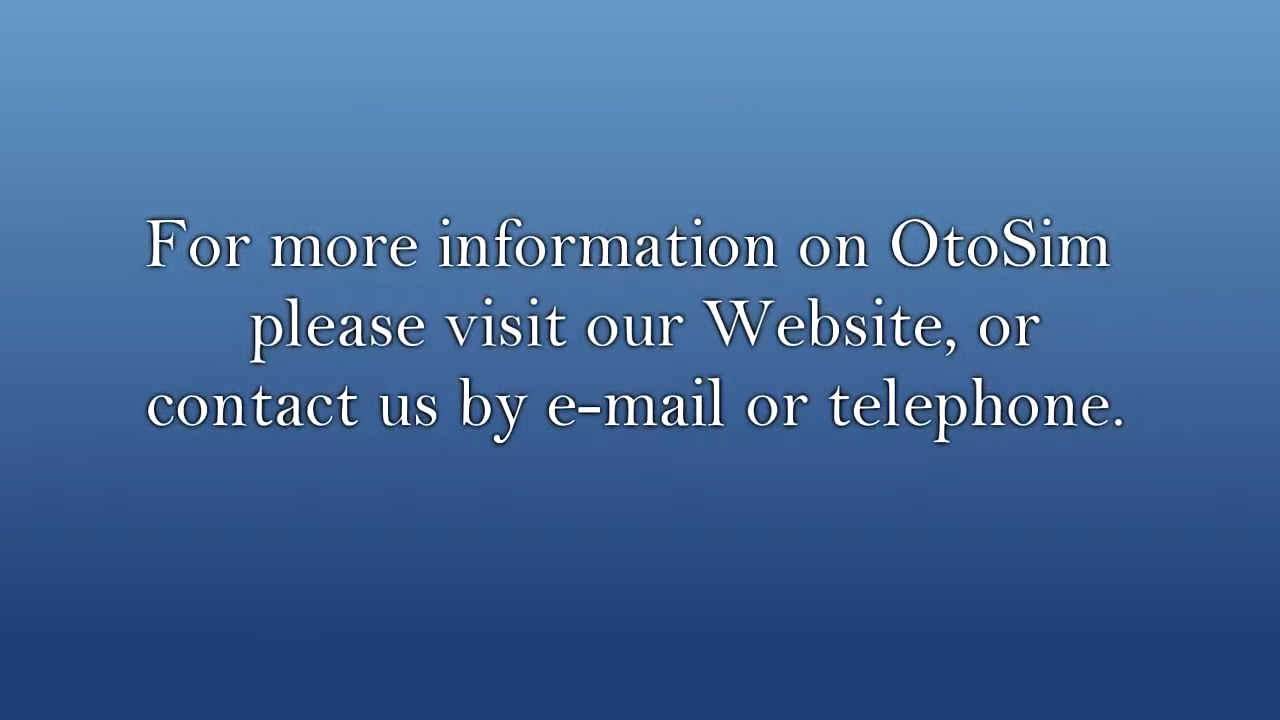 For more information on OtoSim
please visit our Website, or
contact us by e-mail or telephone.